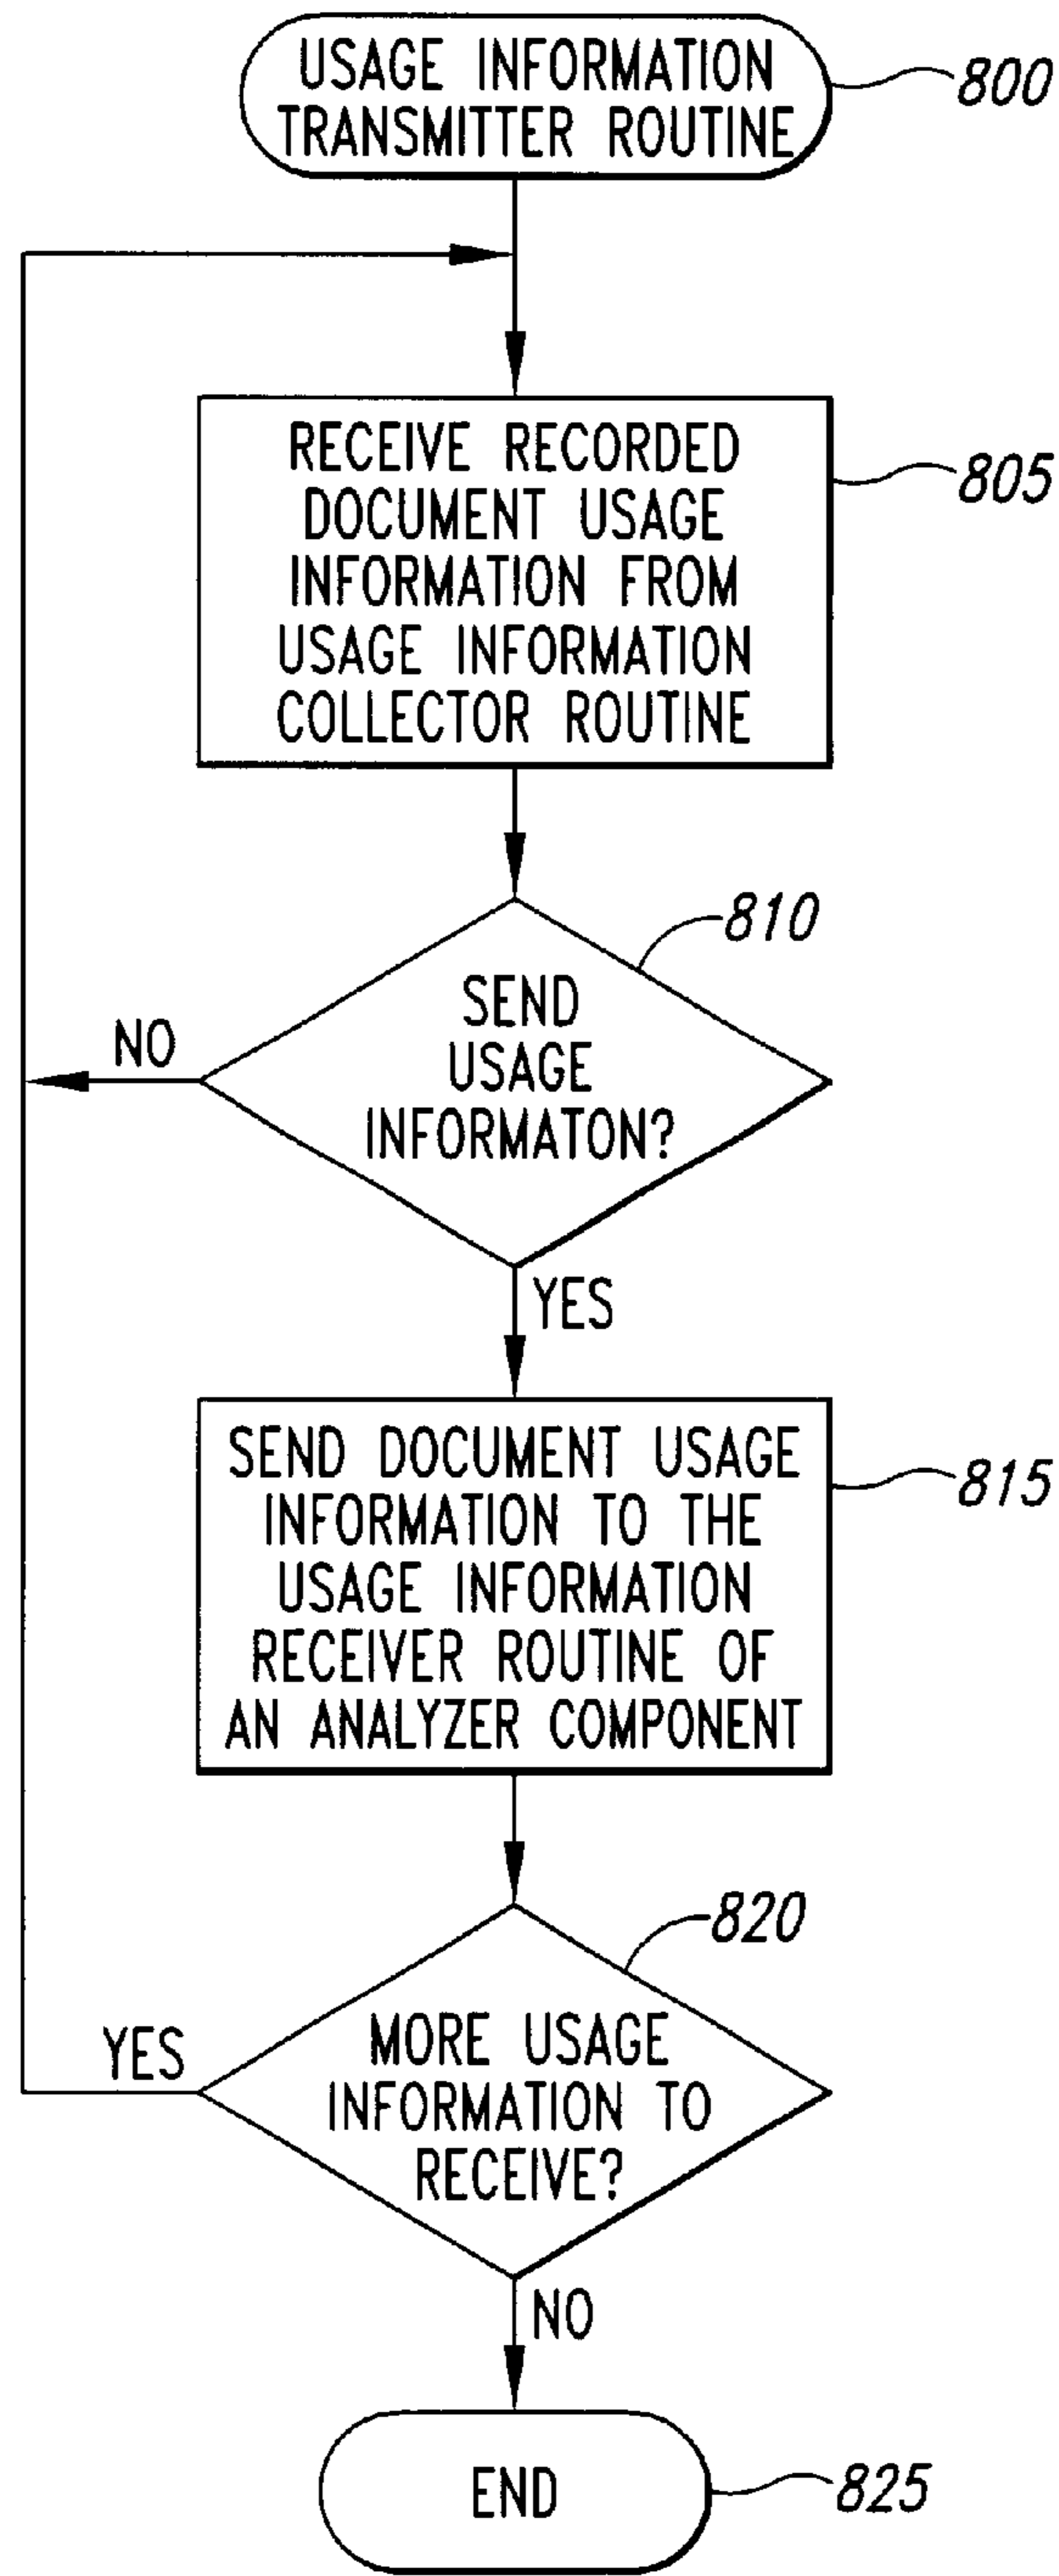 USAGE INFORMATION
TRANSMITTER ROUTINE
800
RECEIVE RECORDED
DOCUMENT USAGE
INFORMATION FROM
USAGE INFORMATION
COLLECTOR ROUTINE
805
810
SEND
USAGE
INFORMATON?
NO
YES
SEND DOCUMENT USAGE
INFORMATION TO THE
USAGE INFORMATION
RECEIVER ROUTINE OF
AN ANALYZER COMPONENT
815
820
MORE USAGE
INFORMATION TO
RECEIVE?
YES
NO
END
825